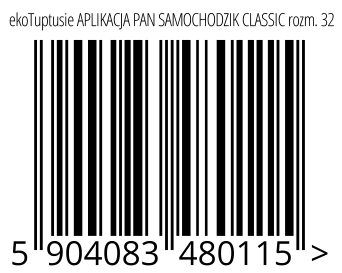 ekoTuptusie APLIKACJA PAN SAMOCHODZIK CLASSIC rozm. 32
5 904083 480115 >